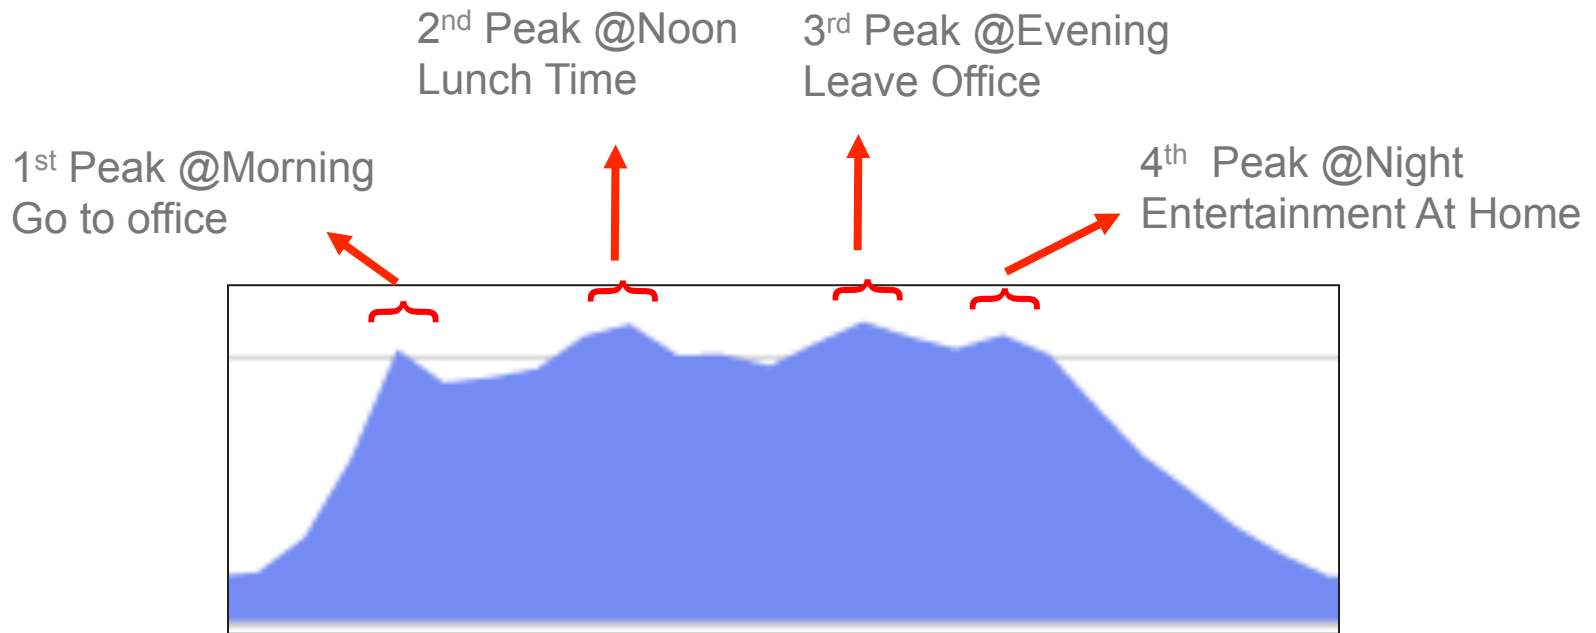 2nd Peak @Noon
Lunch Time
3rd Peak @Evening
Leave Office
1st Peak @Morning
Go to office
4th Peak @Night
Entertainment At Home